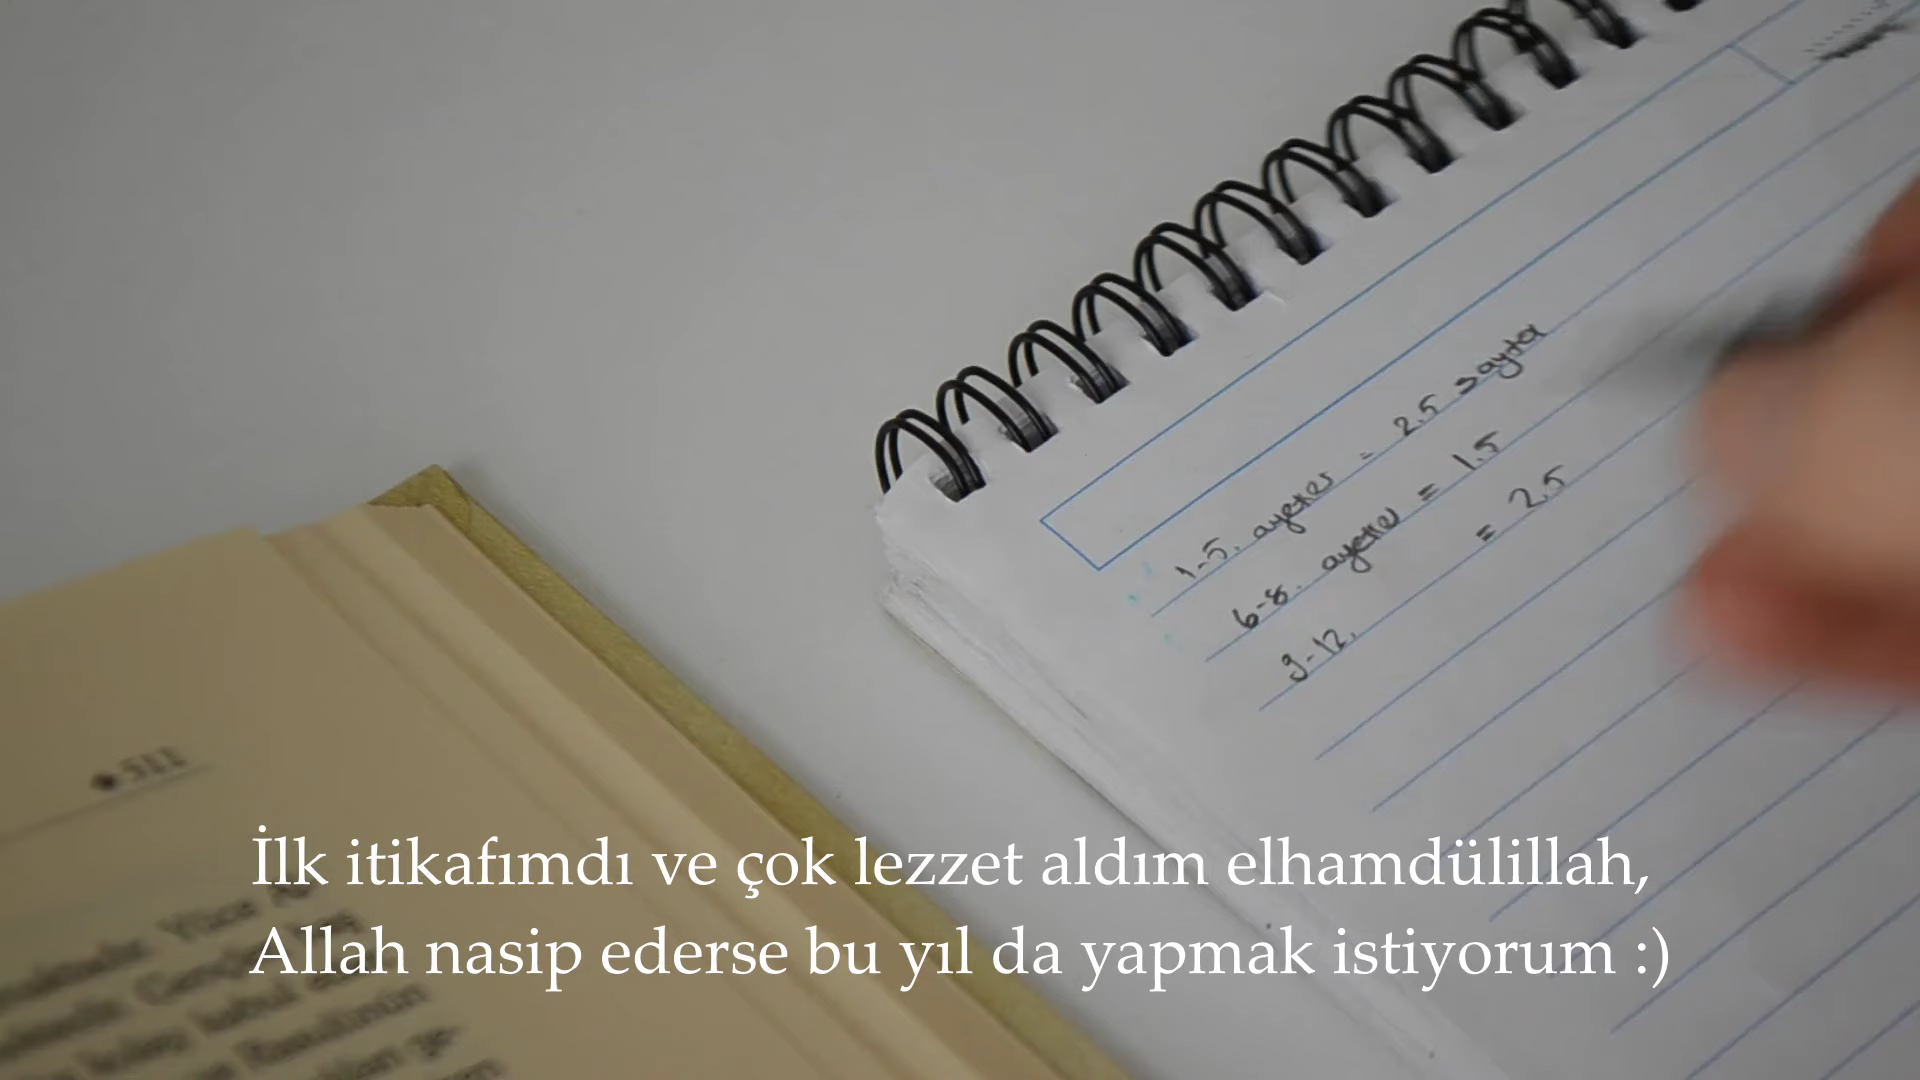 1-5. ayetler = 2.5 sayfa
6-8. ayetler = 1.5
9-12. = 2.5
511
İlk itikafımdı ve çok lezzet aldım elhamdülillah,
Allah nasip ederse bu yıl da yapmak istiyorum :)